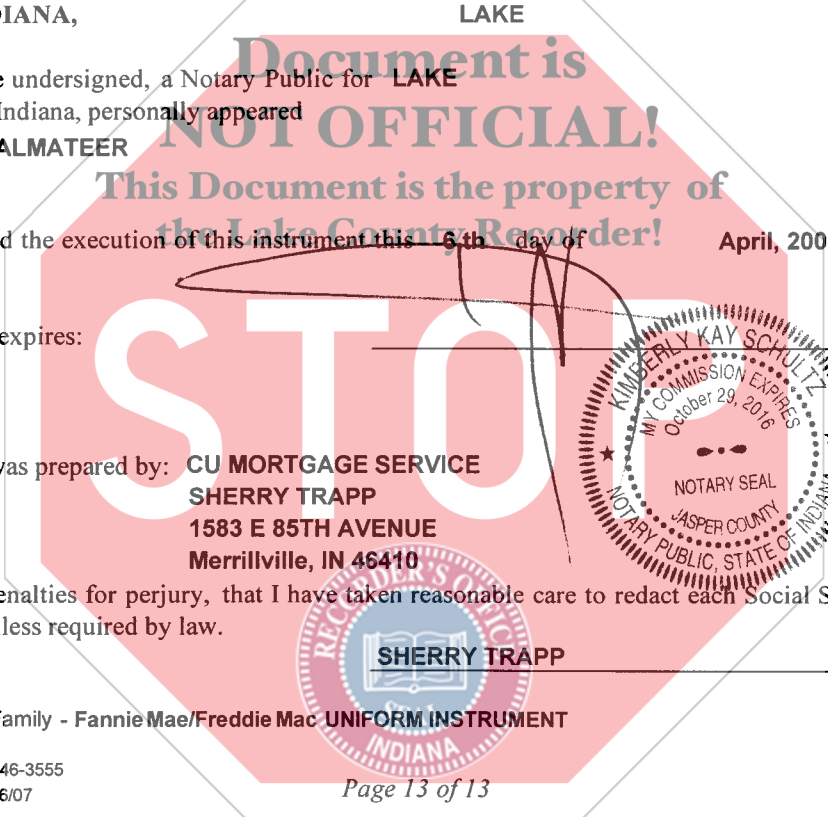 DIANA,
LAKE
Document is
e undersigned, a Notary Public for LAKE
Indiana, personally appeared
NOT OFFICIAL!
ALMATEER
This Document is the property of
the Lake County Recorder!
d the execution of this instrument this 6th day of April, 200
STOP
expires:
KIMBERLY KAY SCHULTZ
MY COMMISSION EXPIRES
October 29, 2016
NOTARY SEAL
JASPER COUNTY
NOTARY PUBLIC, STATE OF INDIANA
was prepared by: CU MORTGAGE SERVICE
SHERRY TRAPP
1583 E 85TH AVENUE
Merrillville, IN 46410
enalties for perjury, that I have taken reasonable care to redact each Social S
less required by law.
RECORDER'S OFFICE
SEAL
INDIANA
SHERRY TRAPP
Family - Fannie Mae/Freddie Mac UNIFORM INSTRUMENT
46-3555
6/07
Page 13 of 13